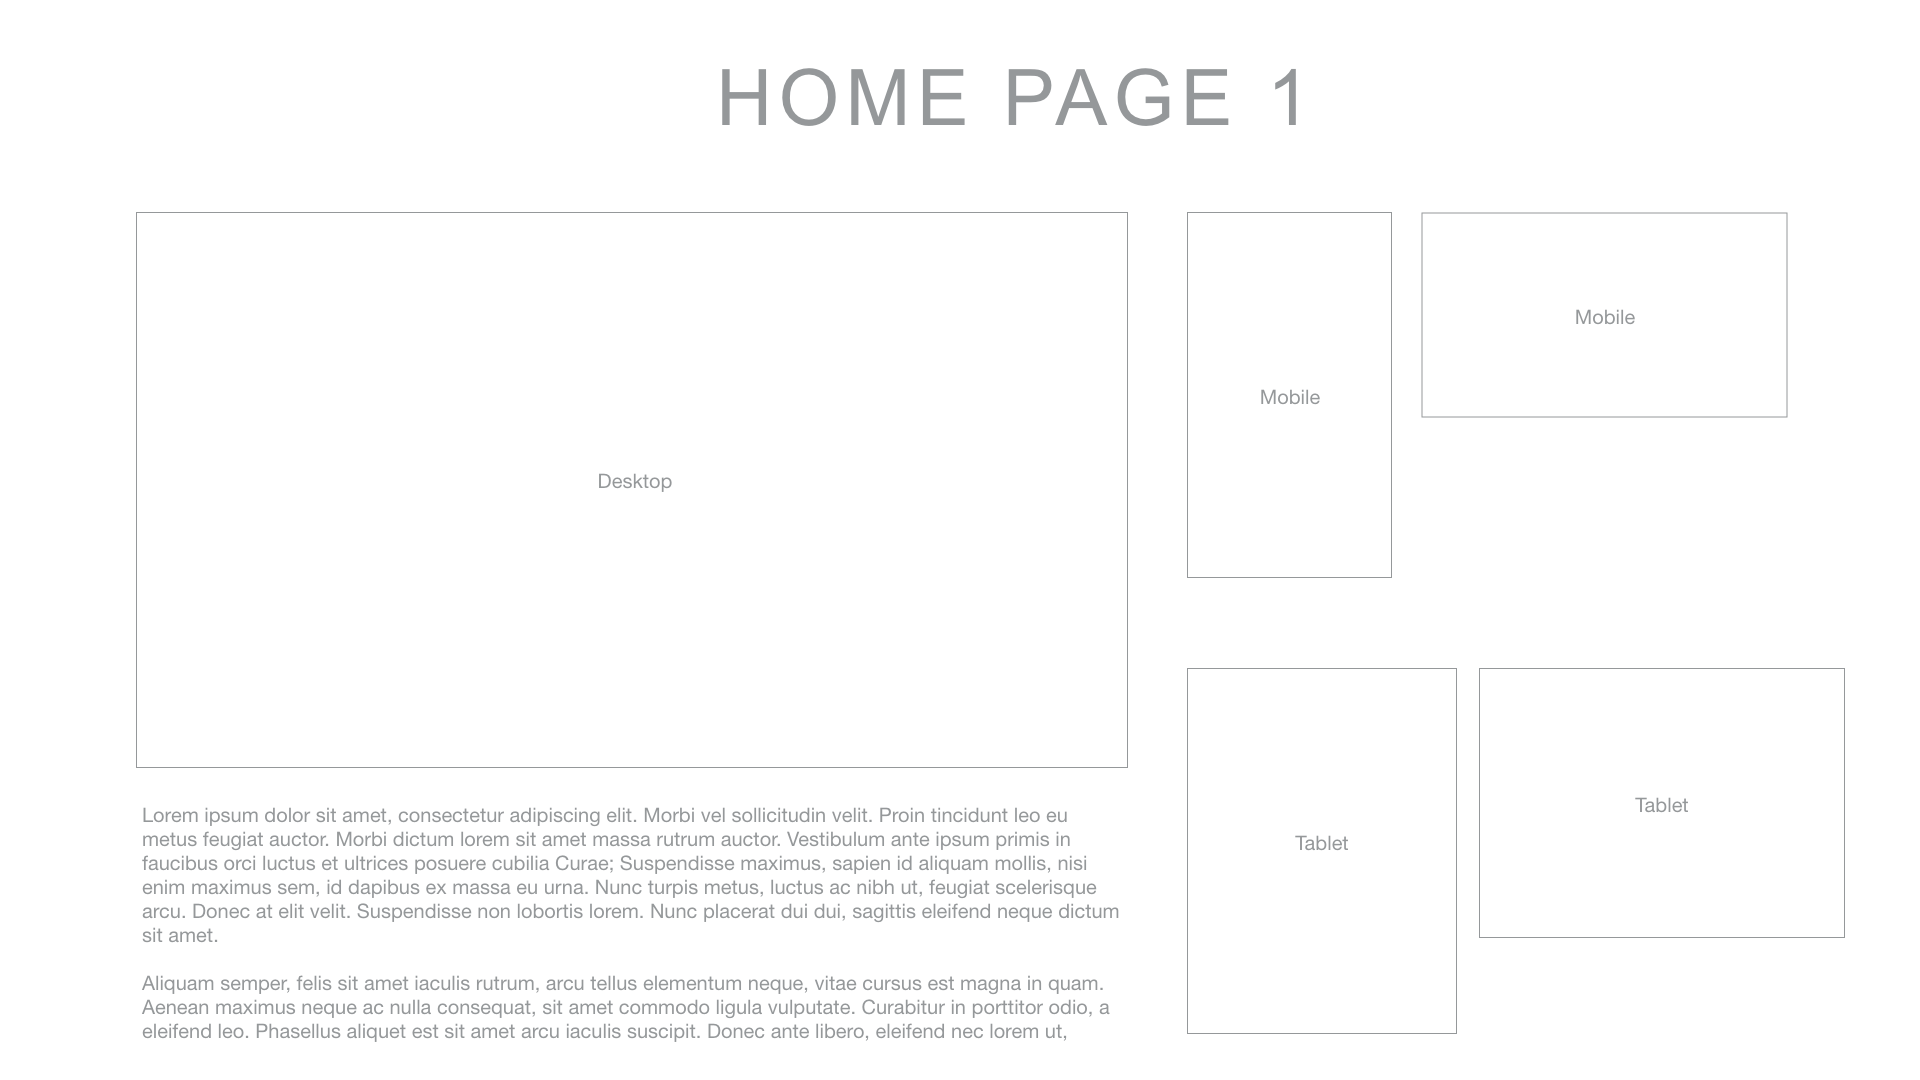 HOME PAGE 1
Desktop
Mobile
Mobile
Tablet
Tablet
Lorem ipsum dolor sit amet, consectetur adipiscing elit. Morbi vel sollicitudin velit. Proin tincidunt leo eu
metus feugiat auctor. Morbi dictum lorem sit amet massa rutrum auctor. Vestibulum ante ipsum primis in
faucibus orci luctus et ultrices posuere cubilia Curae; Suspendisse maximus, sapien id aliquam mollis, nisi
enim maximus sem, id dapibus ex massa eu urna. Nunc turpis metus, luctus ac nibh ut, feugiat scelerisque
arcu. Donec at elit velit. Suspendisse non lobortis lorem. Nunc placerat dui dui, sagittis eleifend neque dictum
sit amet.
Aliquam semper, felis sit amet iaculis rutrum, arcu tellus elementum neque, vitae cursus est magna in quam.
Aenean maximus neque ac nulla consequat, sit amet commodo ligula vulputate. Curabitur in porttitor odio, a
eleifend leo. Phasellus aliquet est sit amet arcu iaculis suscipit. Donec ante libero, eleifend nec lorem ut,